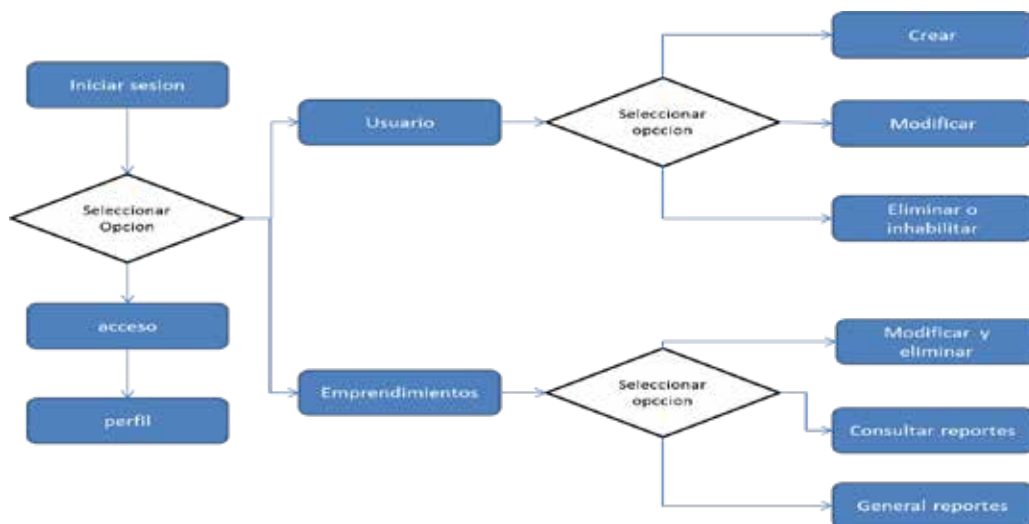 Iniciar sesion
Seleccionar
Opcion
acceso
perfil
Usuario
Seleccionar
opccion
Crear
Modificar
Eliminar o
inhabilitar
Emprendimientos
Seleccionar
opccion
Modificar y
eliminar
Consultar reportes
General reportes